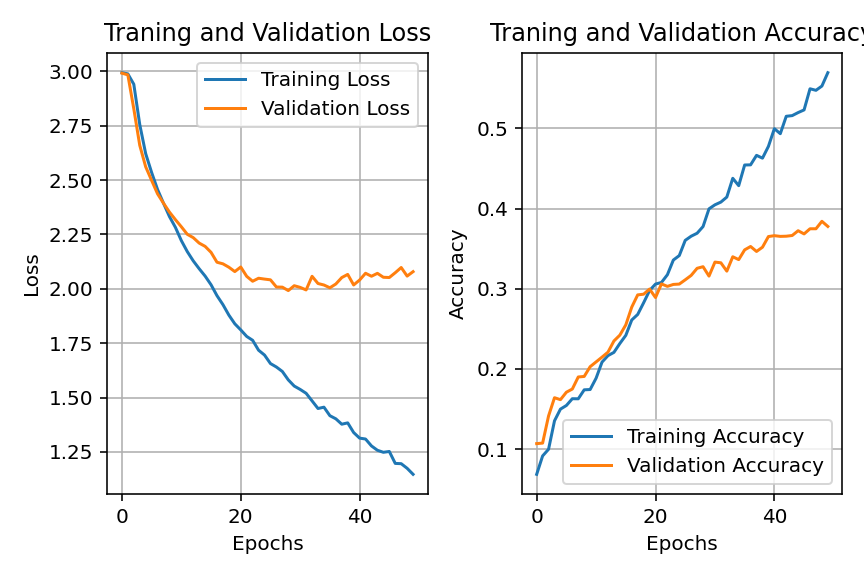 Traning and Validation Loss
3.00
2.75
2.50
2.25
2.00
1.75
1.50
1.25
Loss
0
20
40
Epochs
Training Loss
Validation Loss
Traning and Validation Accuracy
0.5
0.4
0.3
0.2
0.1
Accuracy
0
20
40
Epochs
Training Accuracy
Validation Accuracy